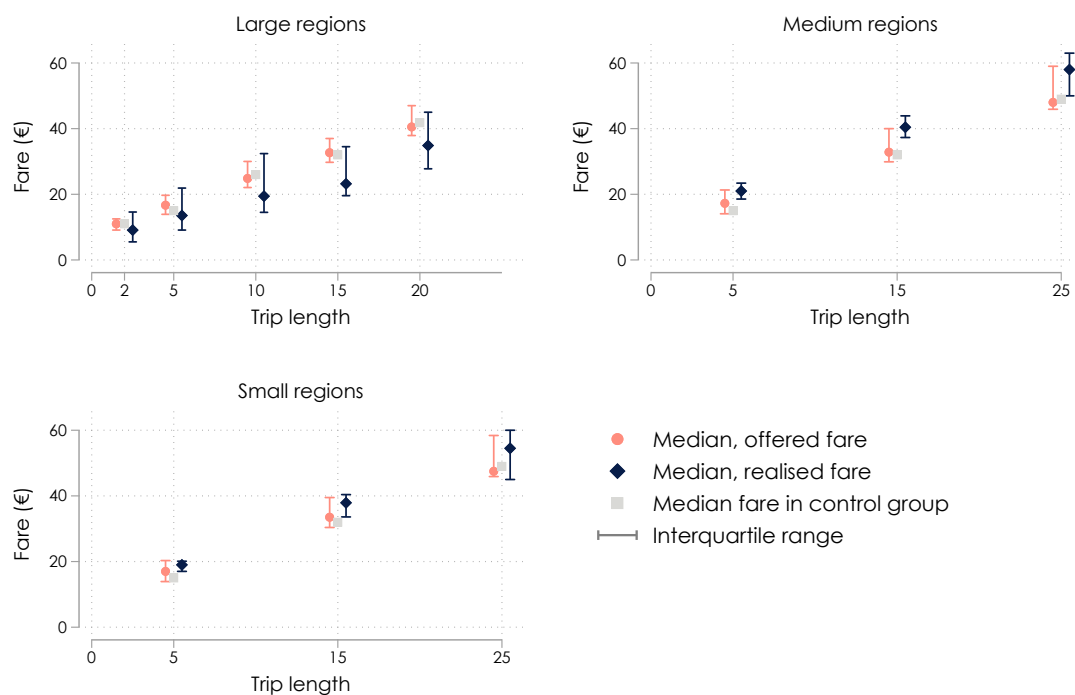 Large regions
Fare (€)
60
40
20
0
0 2 5 10 15 20
Trip length
Medium regions
Fare (€)
60
40
20
0
0 5 15 25
Trip length
Small regions
Fare (€)
60
40
20
0
0 5 15 25
Trip length
Median, offered fare
Median, realised fare
Median fare in control group
Interquartile range